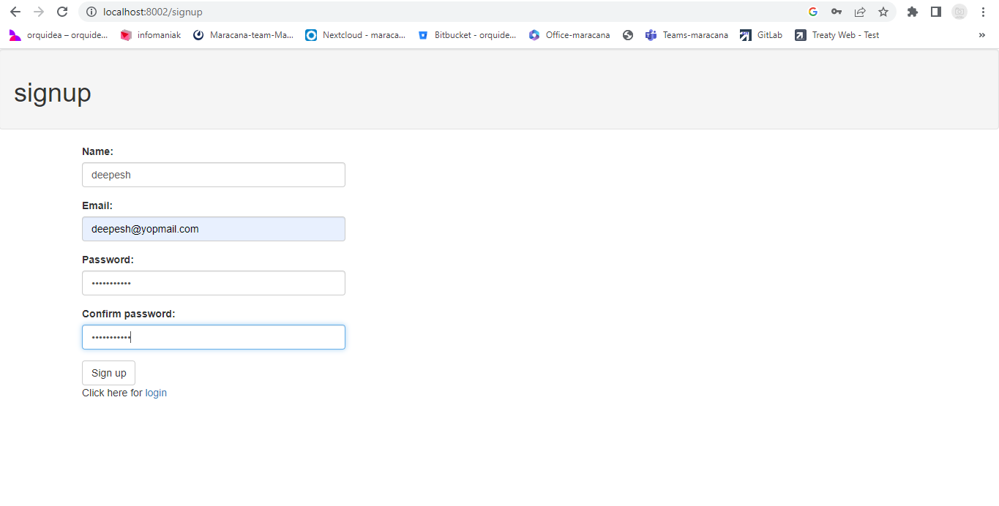 localhost:8002/signup
orquidea – orquide... infomaniak Maracana-team-Ma... Nextcloud - maraca... Bitbucket - orquide... Office-maracana Teams-maracana GitLab Treaty Web - Test »
signup
Name:
deepesh
Email:
deepesh@yopmail.com
Password:
•••••••••••
Confirm password:
•••••••••••
Sign up
Click here for login